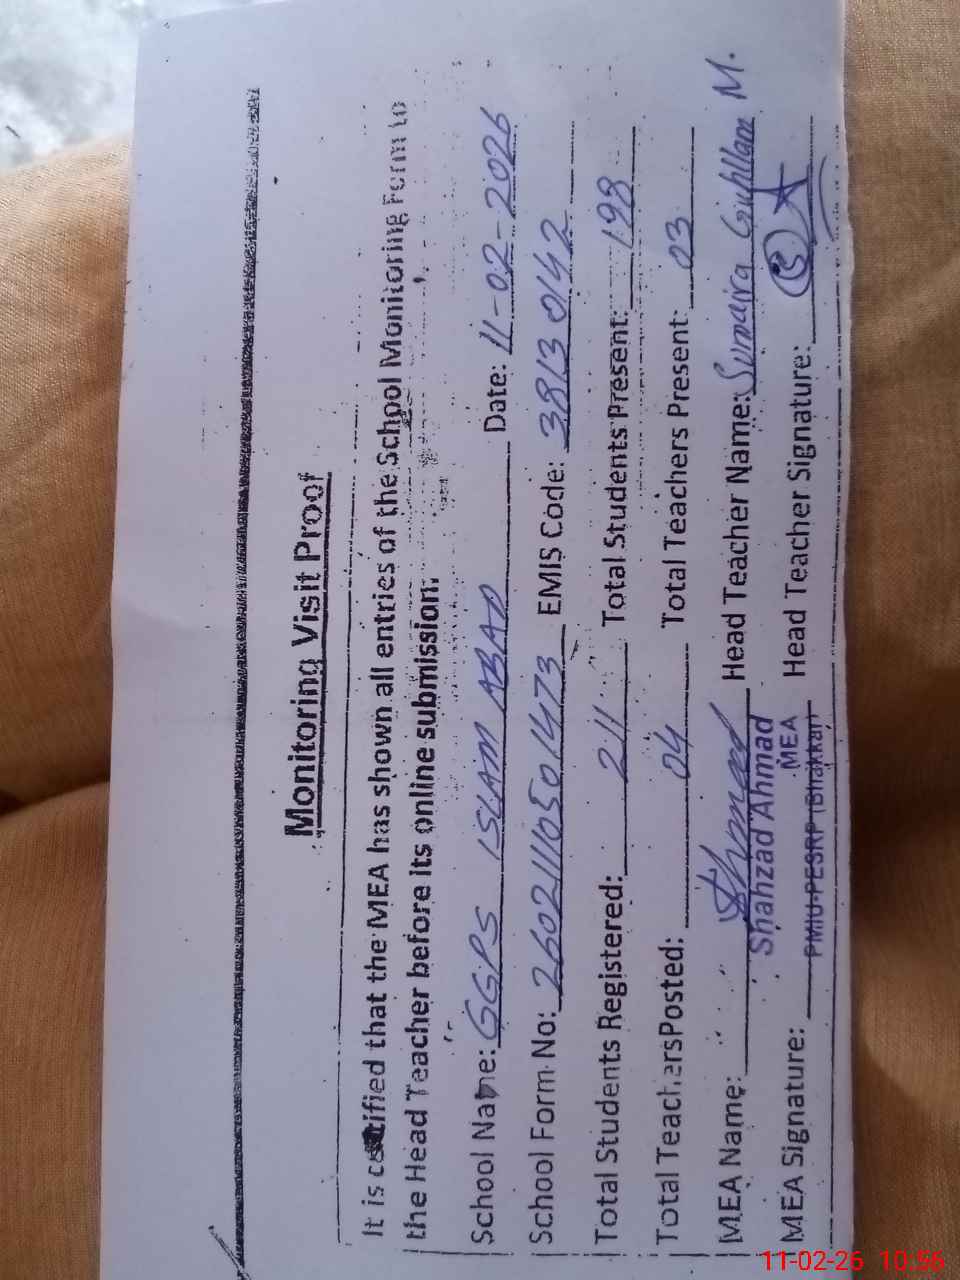 Monitoring Visit Proof
It is certified that the MEA has shown all entries of the School Monitoring Form to
the Head Teacher before its online submission.
School Name: GGPS ISLAM ABAD Date: 11-02-2026
School Form No: 26021110501473 EMIS Code: 38130142
Total Students Registered: 211 Total Students Present: 198
Total Teachers Posted: 04 Total Teachers Present: 03
MEA Name: Head Teacher Name: Sumaira Guhllam M.
Shahzad Ahmad
MEA
MEA Signature: PMIU-PESRP (Bhakkar) Head Teacher Signature:
11-02-26 10:56